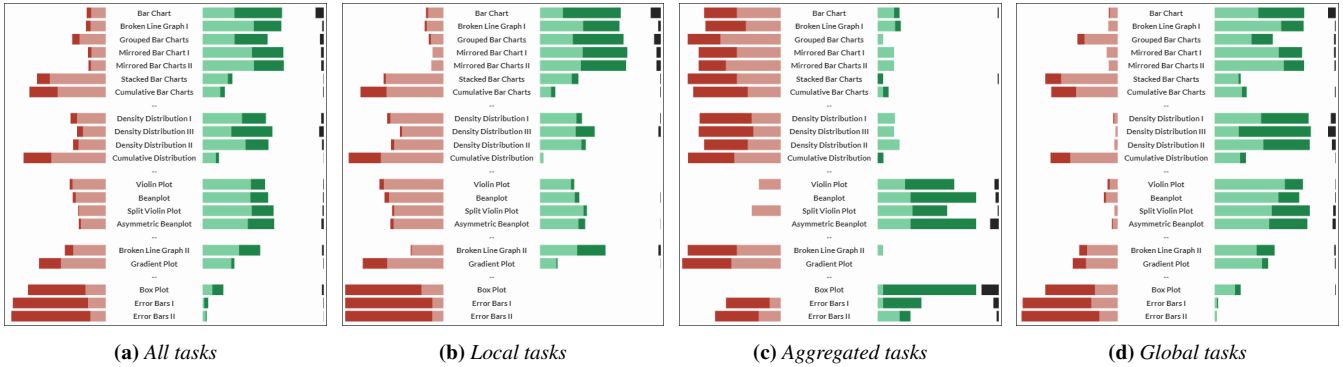 Bar Chart
Broken Line Graph I
Grouped Bar Charts
Mirrored Bar Chart I
Mirrored Bar Charts II
Stacked Bar Charts
Cumulative Bar Charts
--
Density Distribution I
Density Distribution III
Density Distribution II
Cumulative Distribution
--
Violin Plot
Beanplot
Split Violin Plot
Asymmetric Beanplot
--
Broken Line Graph II
Gradient Plot
--
Box Plot
Error Bars I
Error Bars II
(a) All tasks
Bar Chart
Broken Line Graph I
Grouped Bar Charts
Mirrored Bar Chart I
Mirrored Bar Charts II
Stacked Bar Charts
Cumulative Bar Charts
--
Density Distribution I
Density Distribution III
Density Distribution II
Cumulative Distribution
--
Violin Plot
Beanplot
Split Violin Plot
Asymmetric Beanplot
--
Broken Line Graph II
Gradient Plot
--
Box Plot
Error Bars I
Error Bars II
(b) Local tasks
Bar Chart
Broken Line Graph I
Grouped Bar Charts
Mirrored Bar Chart I
Mirrored Bar Charts II
Stacked Bar Charts
Cumulative Bar Charts
--
Density Distribution I
Density Distribution III
Density Distribution II
Cumulative Distribution
--
Violin Plot
Beanplot
Split Violin Plot
Asymmetric Beanplot
--
Broken Line Graph II
Gradient Plot
--
Box Plot
Error Bars I
Error Bars II
(c) Aggregated tasks
Bar Chart
Broken Line Graph I
Grouped Bar Charts
Mirrored Bar Chart I
Mirrored Bar Charts II
Stacked Bar Charts
Cumulative Bar Charts
--
Density Distribution I
Density Distribution III
Density Distribution II
Cumulative Distribution
--
Violin Plot
Beanplot
Split Violin Plot
Asymmetric Beanplot
--
Broken Line Graph II
Gradient Plot
--
Box Plot
Error Bars I
Error Bars II
(d) Global tasks